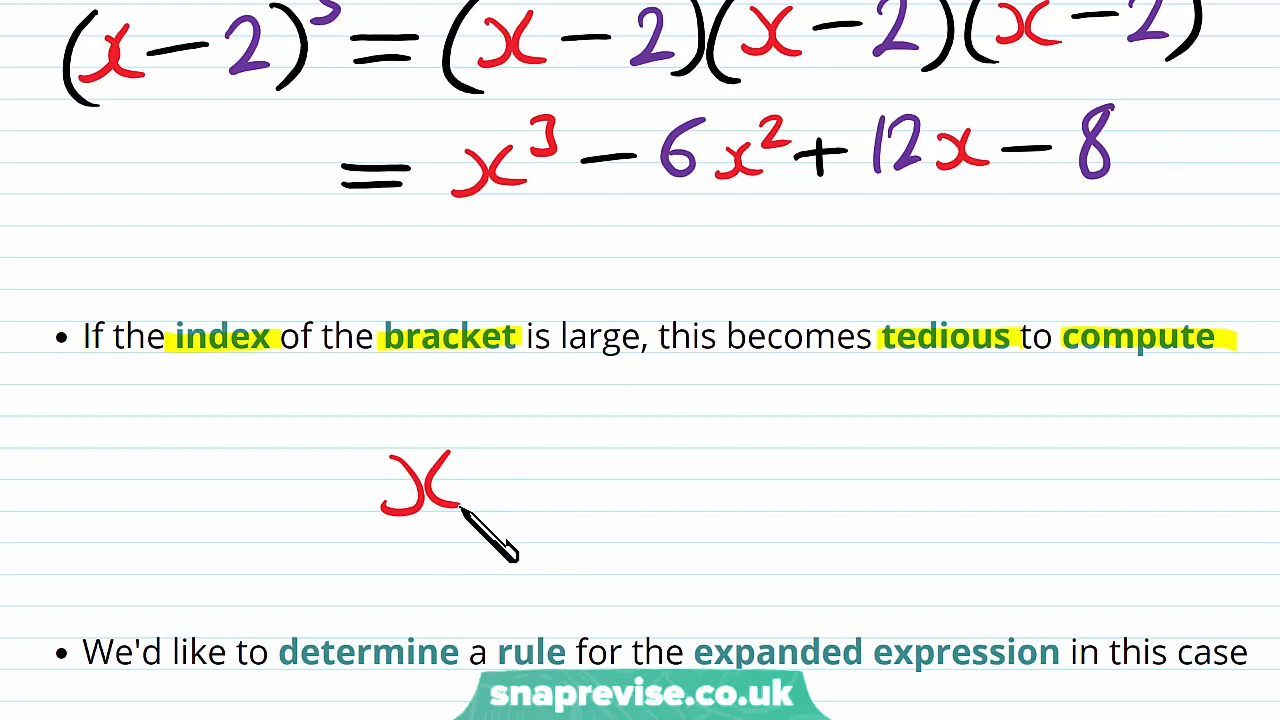 (x − 2)³ = (x − 2)(x − 2)(x − 2)
= x³ − 6x² + 12x − 8
• If the index of the bracket is large, this becomes tedious to compute
x
• We'd like to determine a rule for the expanded expression in this case
snaprevise.co.uk